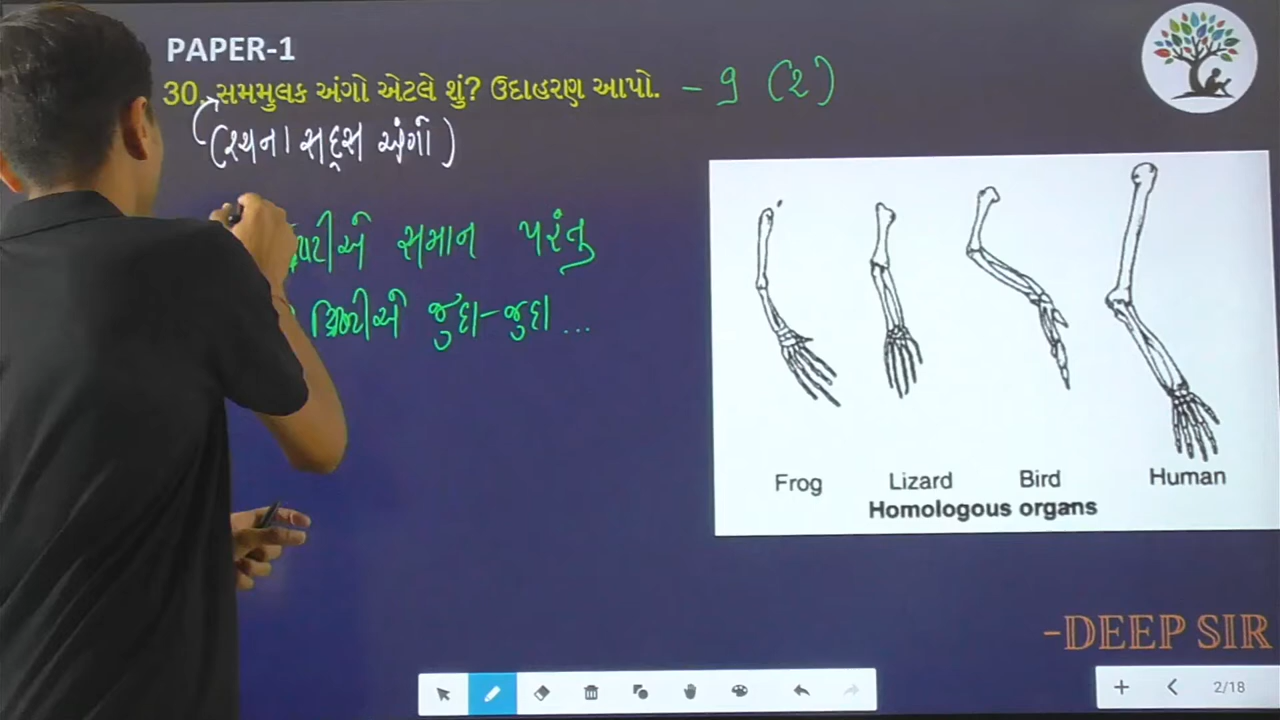 PAPER-1
30. સમમુલક અંગો એટલે શું? ઉદાહરણ આપો. - 9 (૨)
(રચના સદ્દસ અંગો)
સમાન પરંતુ
જુદા-જુદા ...
Frog Lizard Bird Human
Homologous organs
-DEEP SIR
2/18